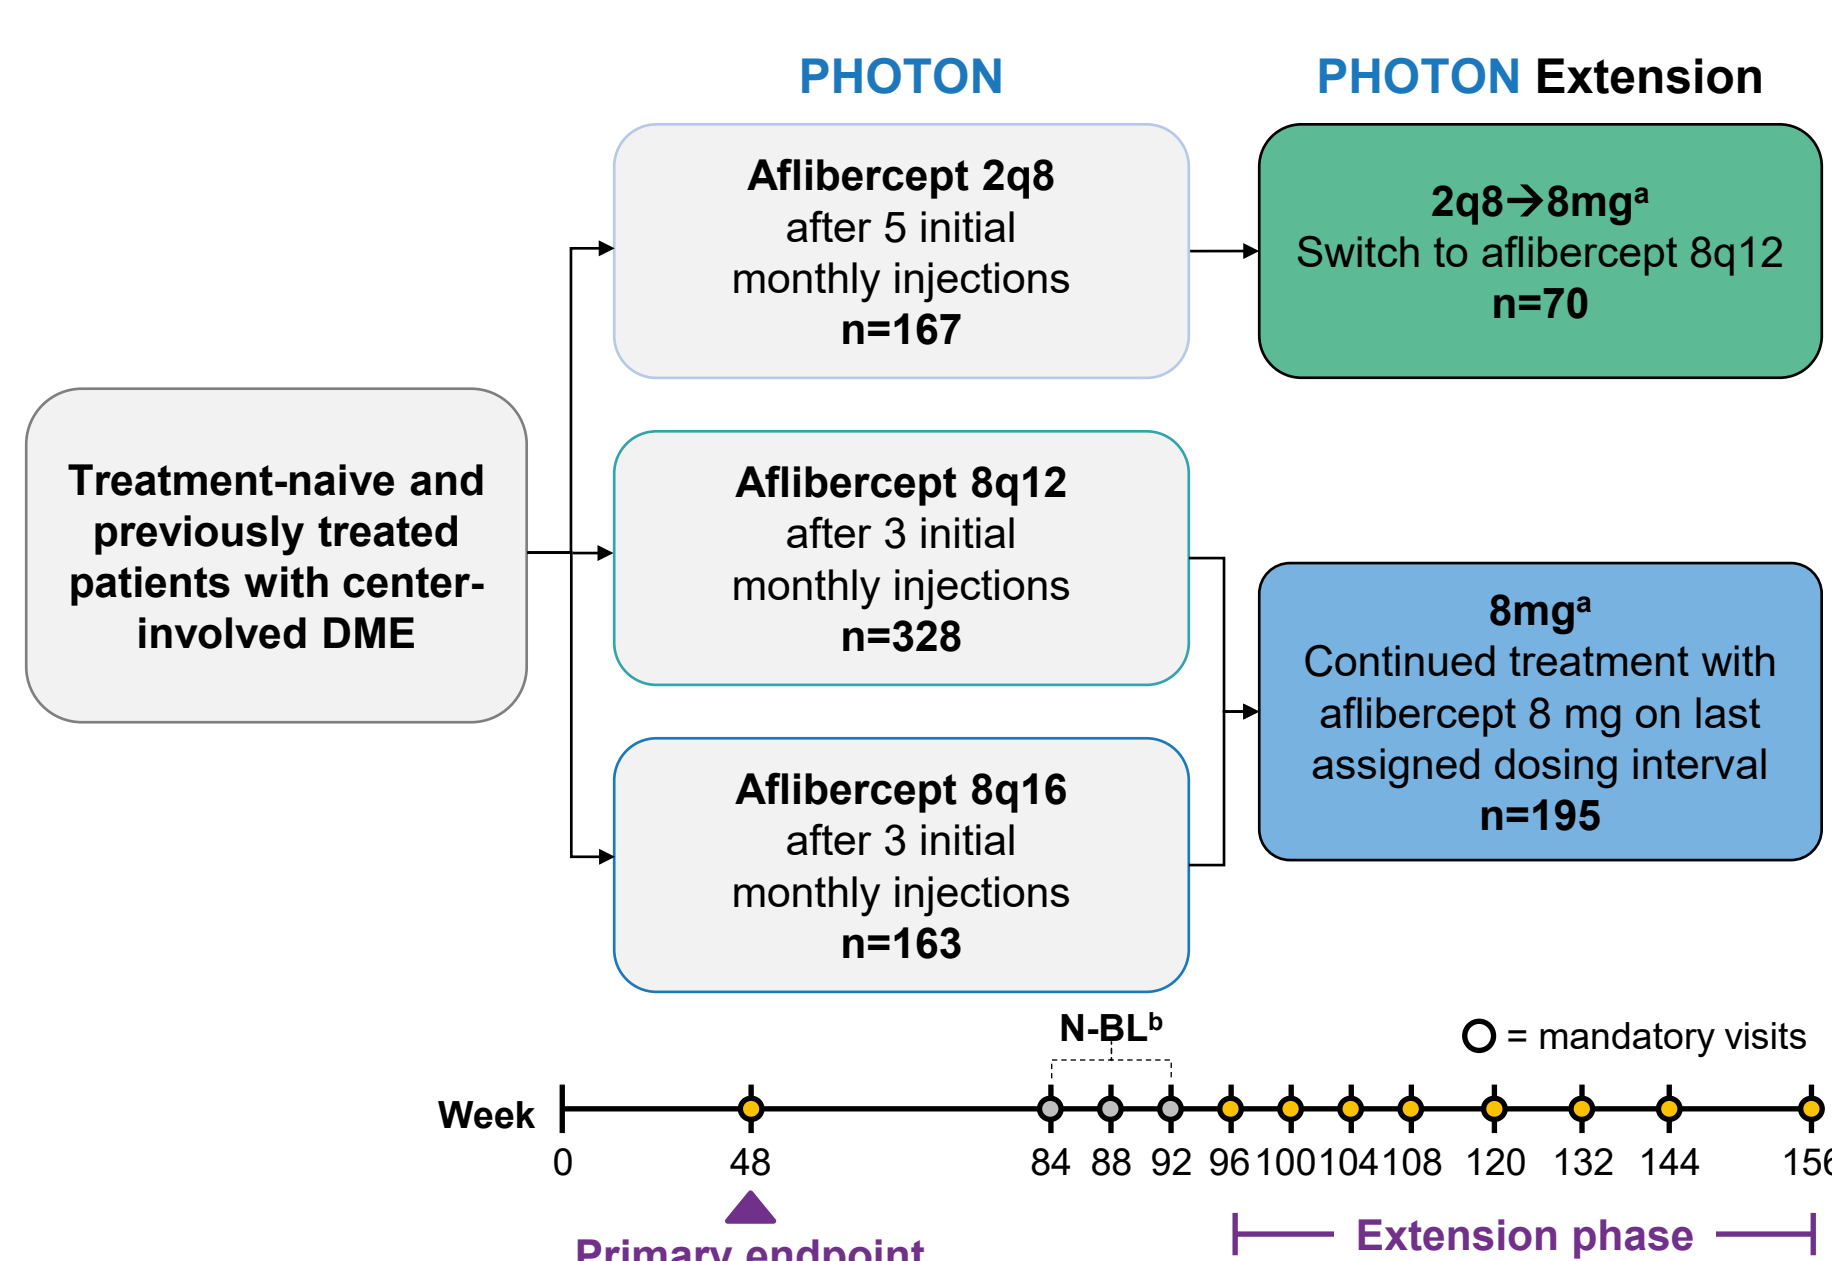 PHOTON
PHOTON Extension
Aflibercept 2q8
after 5 initial
monthly injections
n=167
2q8→8mgᵃ
Switch to aflibercept 8q12
n=70
Treatment-naive and
previously treated
patients with center-
involved DME
Aflibercept 8q12
after 3 initial
monthly injections
n=328
8mgᵃ
Continued treatment with
aflibercept 8 mg on last
assigned dosing interval
n=195
Aflibercept 8q16
after 3 initial
monthly injections
n=163
N-BLᵇ
= mandatory visits
Week
0 48 84 88 92 96 100 104 108 120 132 144 156
Primary endpoint
Extension phase